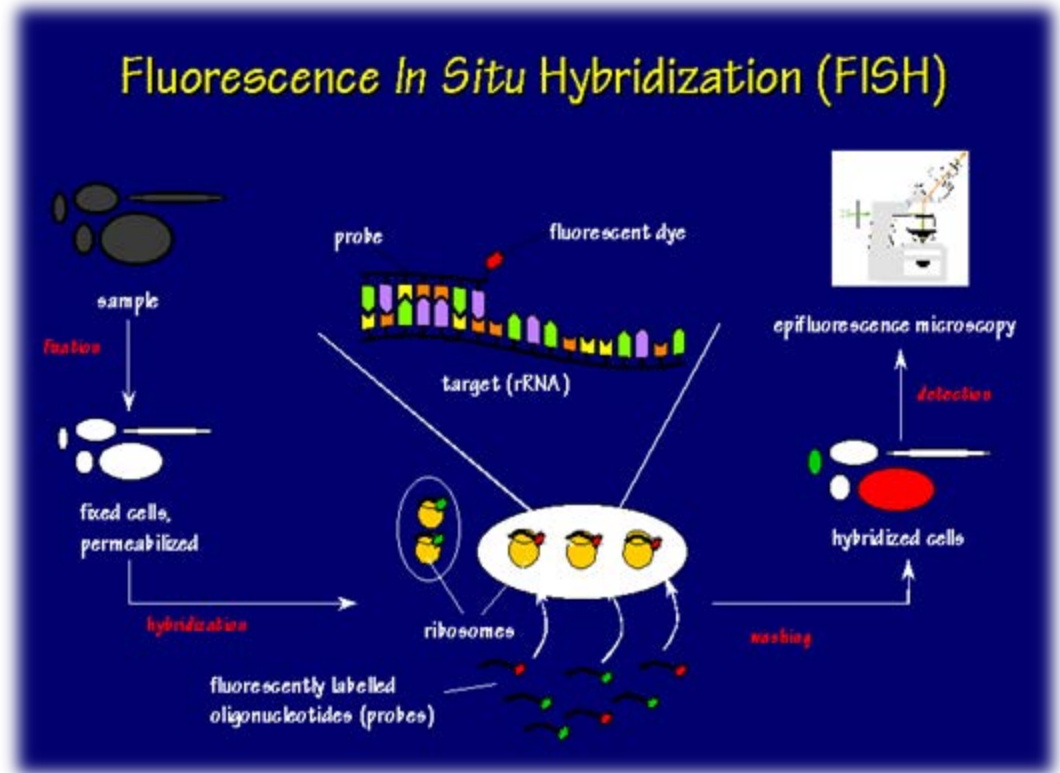 Fluorescence In Situ Hybridization (FISH)
sample
fixation
fixed cells,
permeabilized
hybridization
probe
fluorescent dye
target (rRNA)
ribosomes
fluorescently labelled
oligonucleotides (probes)
washing
hybridized cells
detection
epifluorescence microscopy